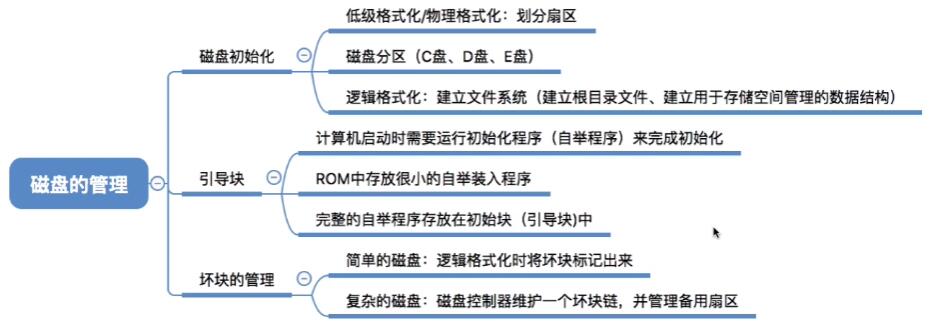 磁盘的管理
磁盘初始化
低级格式化/物理格式化：划分扇区
磁盘分区（C盘、D盘、E盘）
逻辑格式化：建立文件系统（建立根目录文件、建立用于存储空间管理的数据结构）
引导块
计算机启动时需要运行初始化程序（自举程序）来完成初始化
ROM中存放很小的自举装入程序
完整的自举程序存放在初始块（引导块)中
坏块的管理
简单的磁盘：逻辑格式化时将坏块标记出来
复杂的磁盘：磁盘控制器维护一个坏块链，并管理备用扇区